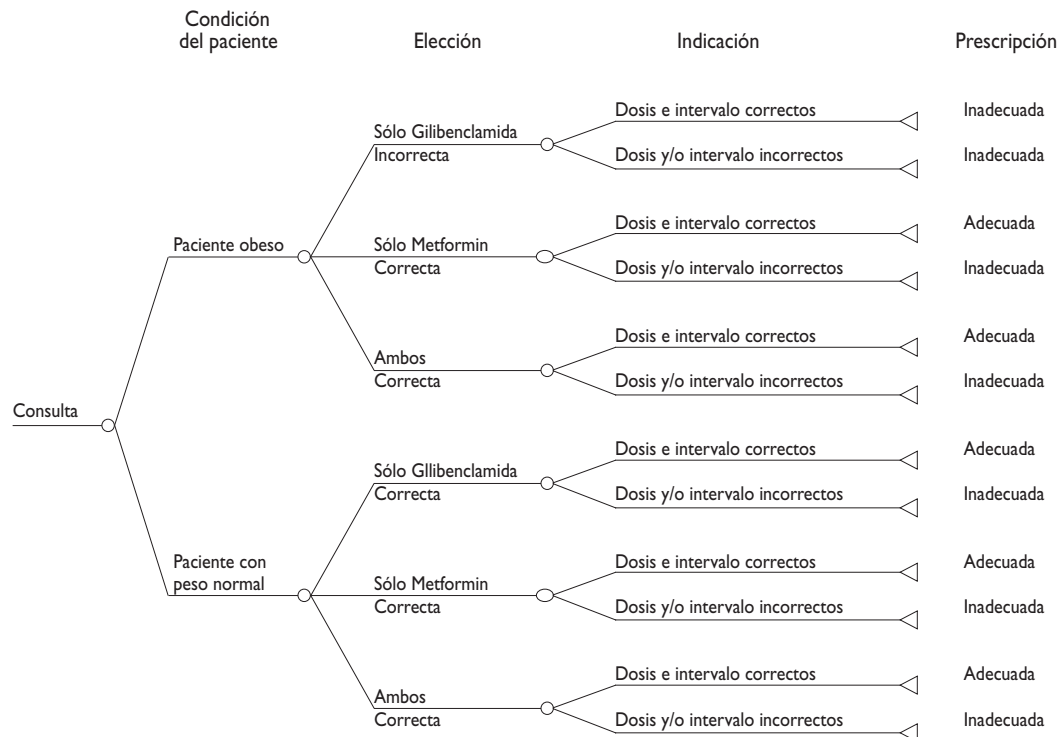 Condición
del paciente
Elección
Indicación
Prescripción
Dosis e intervalo correctos
Inadecuada
Sólo Gilibenclamida
Incorrecta
Dosis y/o intervalo incorrectos
Inadecuada
Dosis e intervalo correctos
Adecuada
Paciente obeso
Sólo Metformin
Correcta
Dosis y/o intervalo incorrectos
Inadecuada
Dosis e intervalo correctos
Adecuada
Ambos
Correcta
Dosis y/o intervalo incorrectos
Inadecuada
Consulta
Dosis e intervalo correctos
Adecuada
Sólo GIlibenclamida
Correcta
Dosis y/o intervalo incorrectos
Inadecuada
Paciente con
peso normal
Dosis e intervalo correctos
Adecuada
Sólo Metformin
Correcta
Dosis y/o intervalo incorrectos
Inadecuada
Dosis e intervalo correctos
Adecuada
Ambos
Correcta
Dosis y/o intervalo incorrectos
Inadecuada